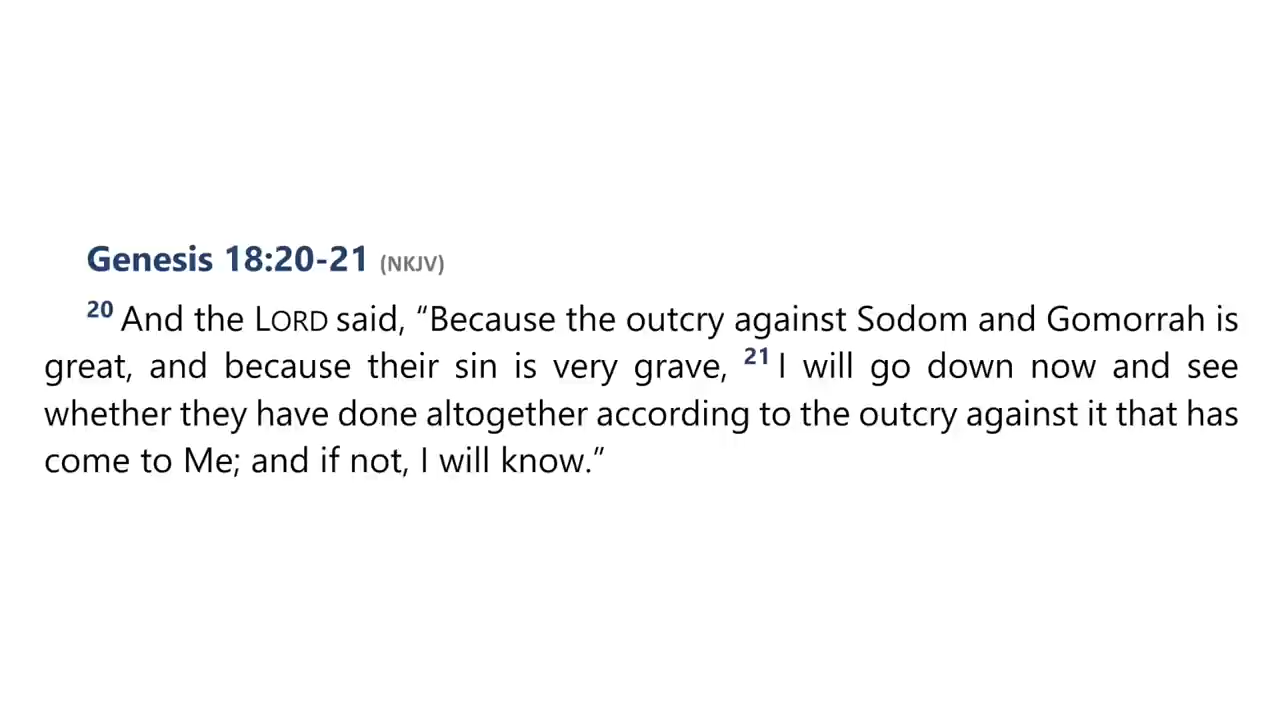 Genesis 18:20-21 (NKJV)
20 And the LORD said, “Because the outcry against Sodom and Gomorrah is
great, and because their sin is very grave, 21 I will go down now and see
whether they have done altogether according to the outcry against it that has
come to Me; and if not, I will know.”